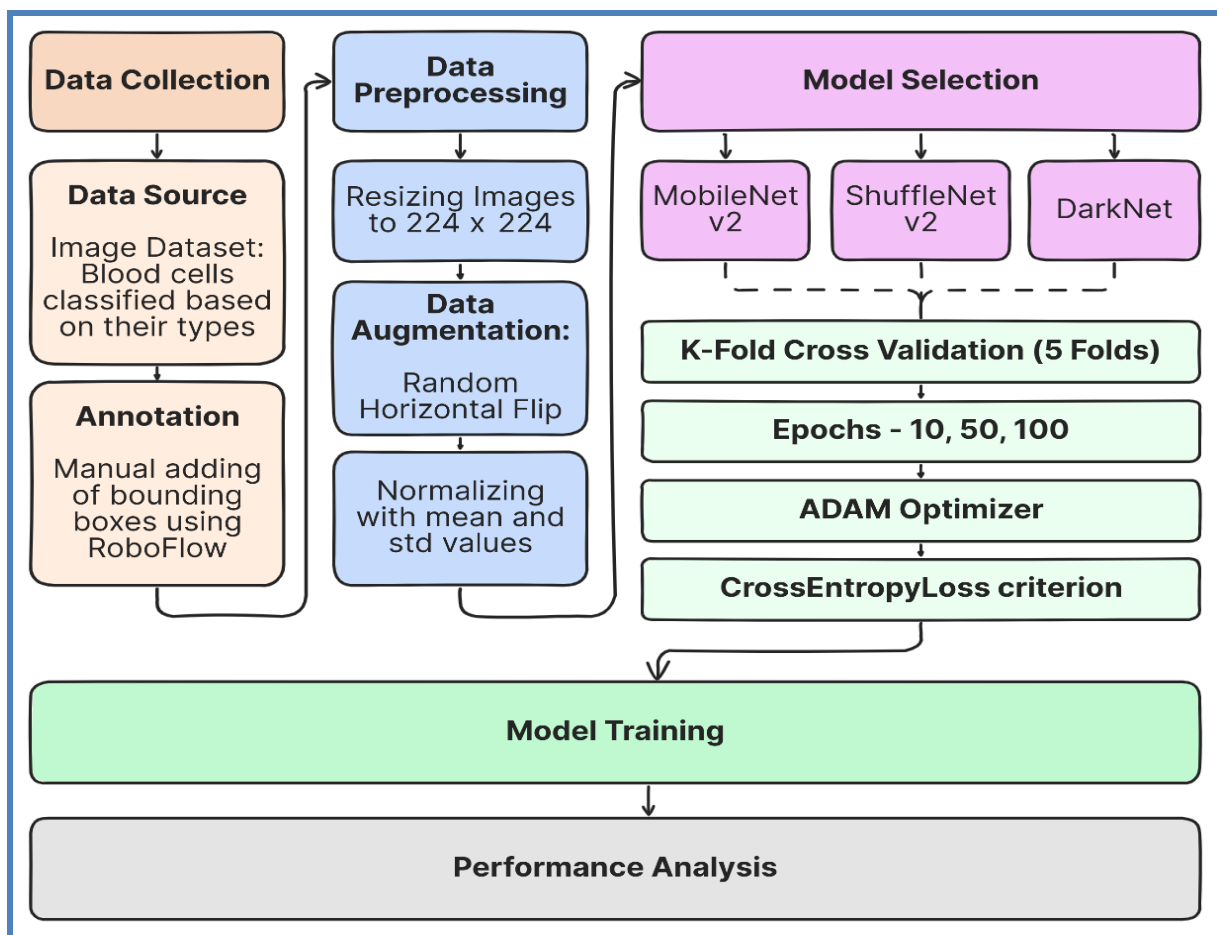 Data Collection
Data Source
Image Dataset:
Blood cells
classified based
on their types
Annotation
Manual adding
of bounding
boxes using
RoboFlow
Data
Preprocessing
Resizing Images
to 224 x 224
Data
Augmentation:
Random
Horizontal Flip
Normalizing
with mean and
std values
Model Selection
MobileNet
v2
ShuffleNet
v2
DarkNet
K-Fold Cross Validation (5 Folds)
Epochs - 10, 50, 100
ADAM Optimizer
CrossEntropyLoss criterion
Model Training
Performance Analysis